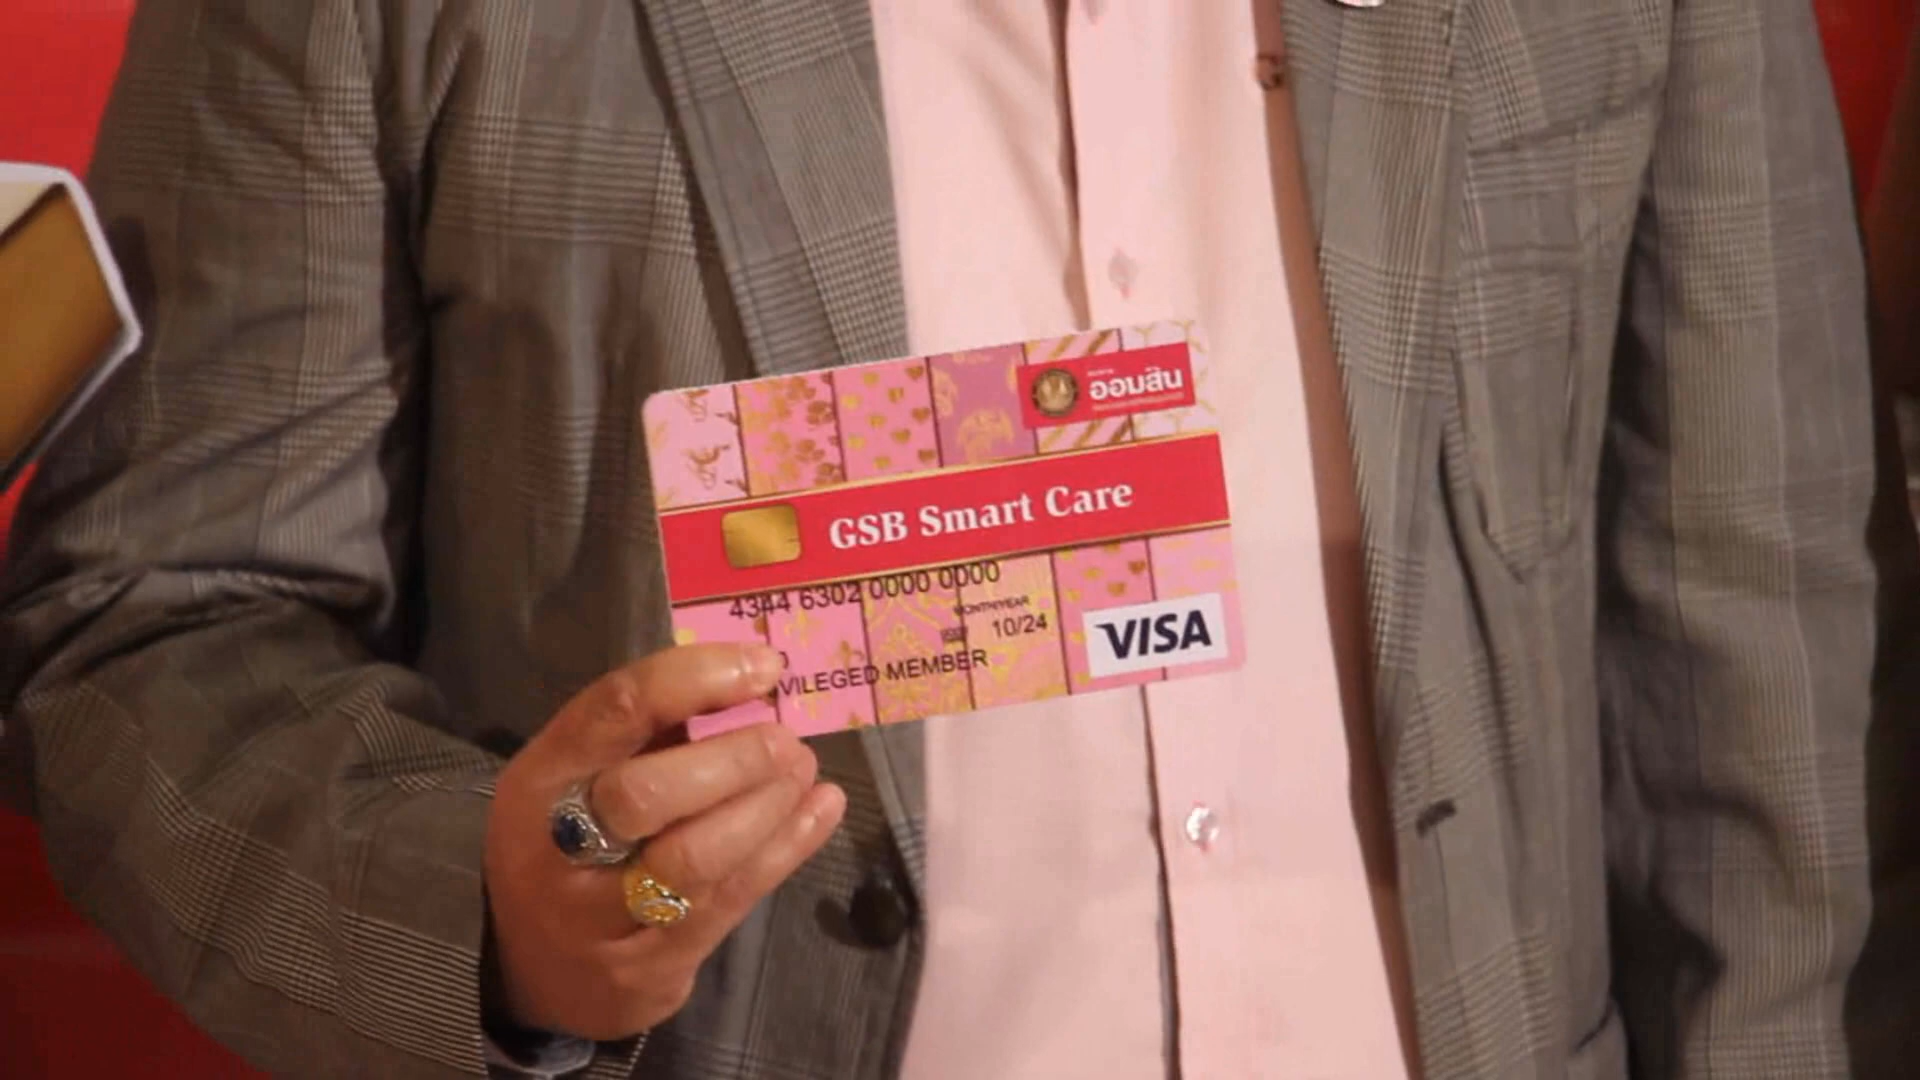 ออมสิน
GSB Smart Care
4344 6302 0000 0000
MONTH/YEAR
10/24
VILEGED MEMBER
VISA